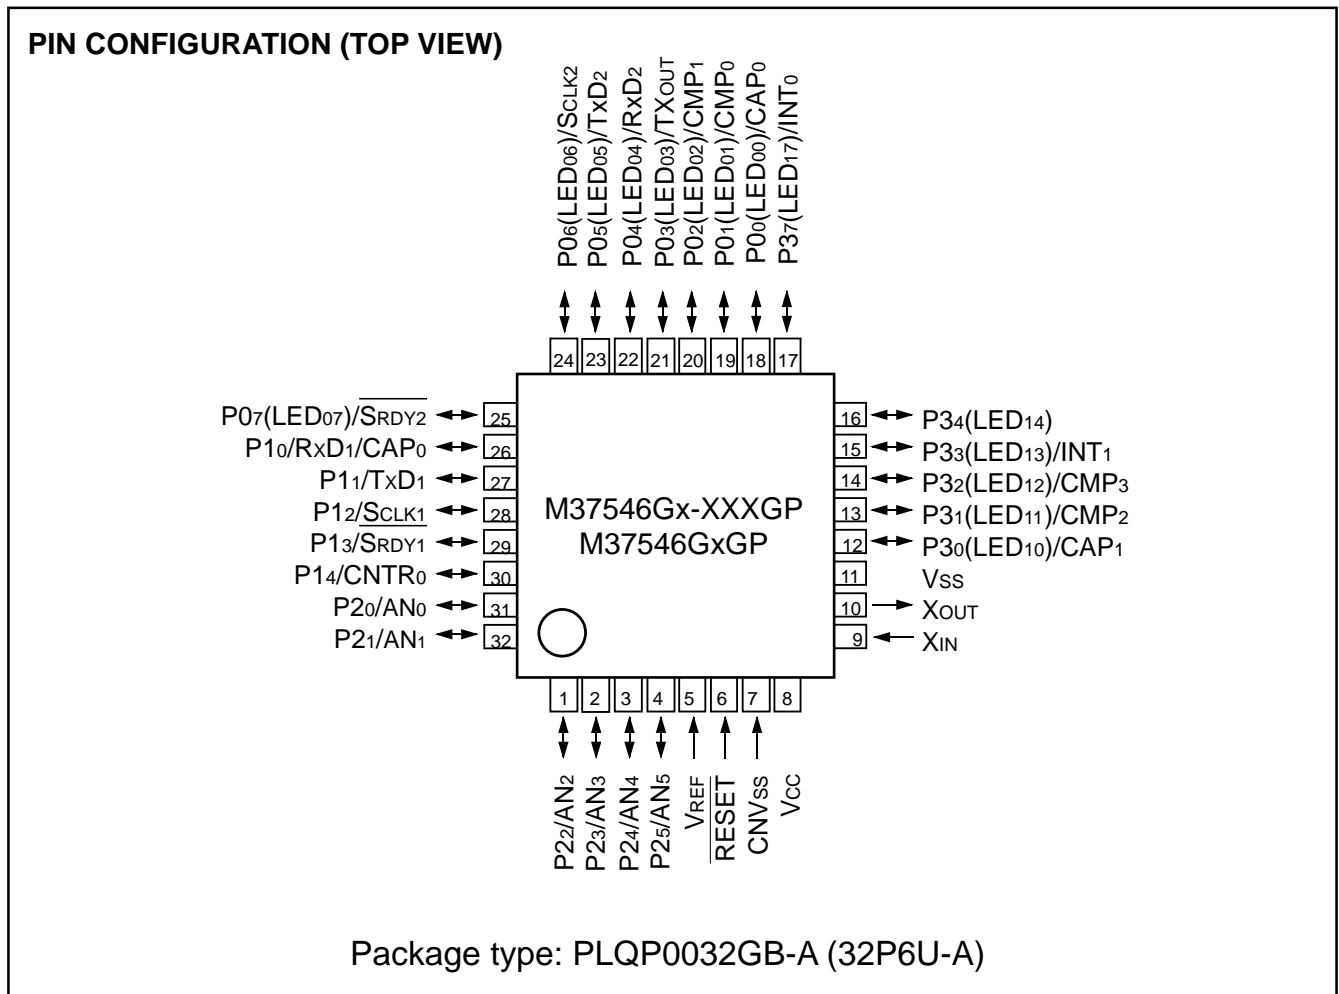 PIN CONFIGURATION (TOP VIEW)
P06(LED06)/SCLK2
P05(LED05)/TxD2
P04(LED04)/RxD2
P03(LED03)/TXOUT
P02(LED02)/CMP1
P01(LED01)/CMP0
P00(LED00)/CAP0
P37(LED17)/INT0
24 23 22 21 20 19 18 17
P07(LED07)/SRDY2 25
P10/RxD1/CAP0 26
P11/TxD1 27
P12/SCLK1 28
P13/SRDY1 29
P14/CNTR0 30
P20/AN0 31
P21/AN1 32
M37546Gx-XXXGP
M37546GxGP
16 P34(LED14)
15 P33(LED13)/INT1
14 P32(LED12)/CMP3
13 P31(LED11)/CMP2
12 P30(LED10)/CAP1
11 VSS
10 XOUT
9 XIN
1 2 3 4 5 6 7 8
P22/AN2
P23/AN3
P24/AN4
P25/AN5
VREF
RESET
CNVSS
VCC
Package type: PLQP0032GB-A (32P6U-A)